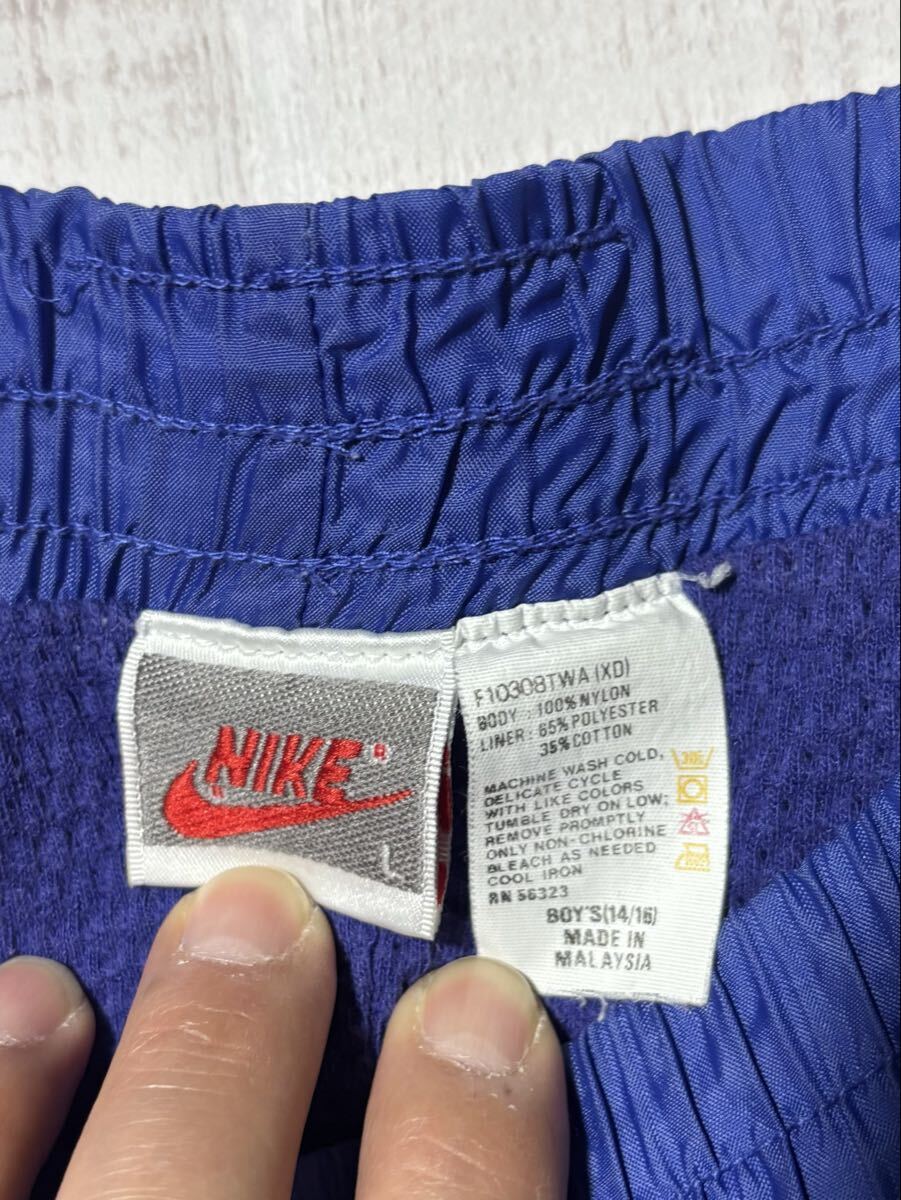 NIKE®
L
F10308TWA (XD)
BODY : 100% NYLON
LINER : 65% POLYESTER
35% COTTON
MACHINE WASH COLD,
DELICATE CYCLE
WITH LIKE COLORS
TUMBLE DRY ON LOW;
REMOVE PROMPTLY
ONLY NON-CHLORINE
BLEACH AS NEEDED
COOL IRON
RN 56323
BOY'S(14/16)
MADE IN
MALAYSIA